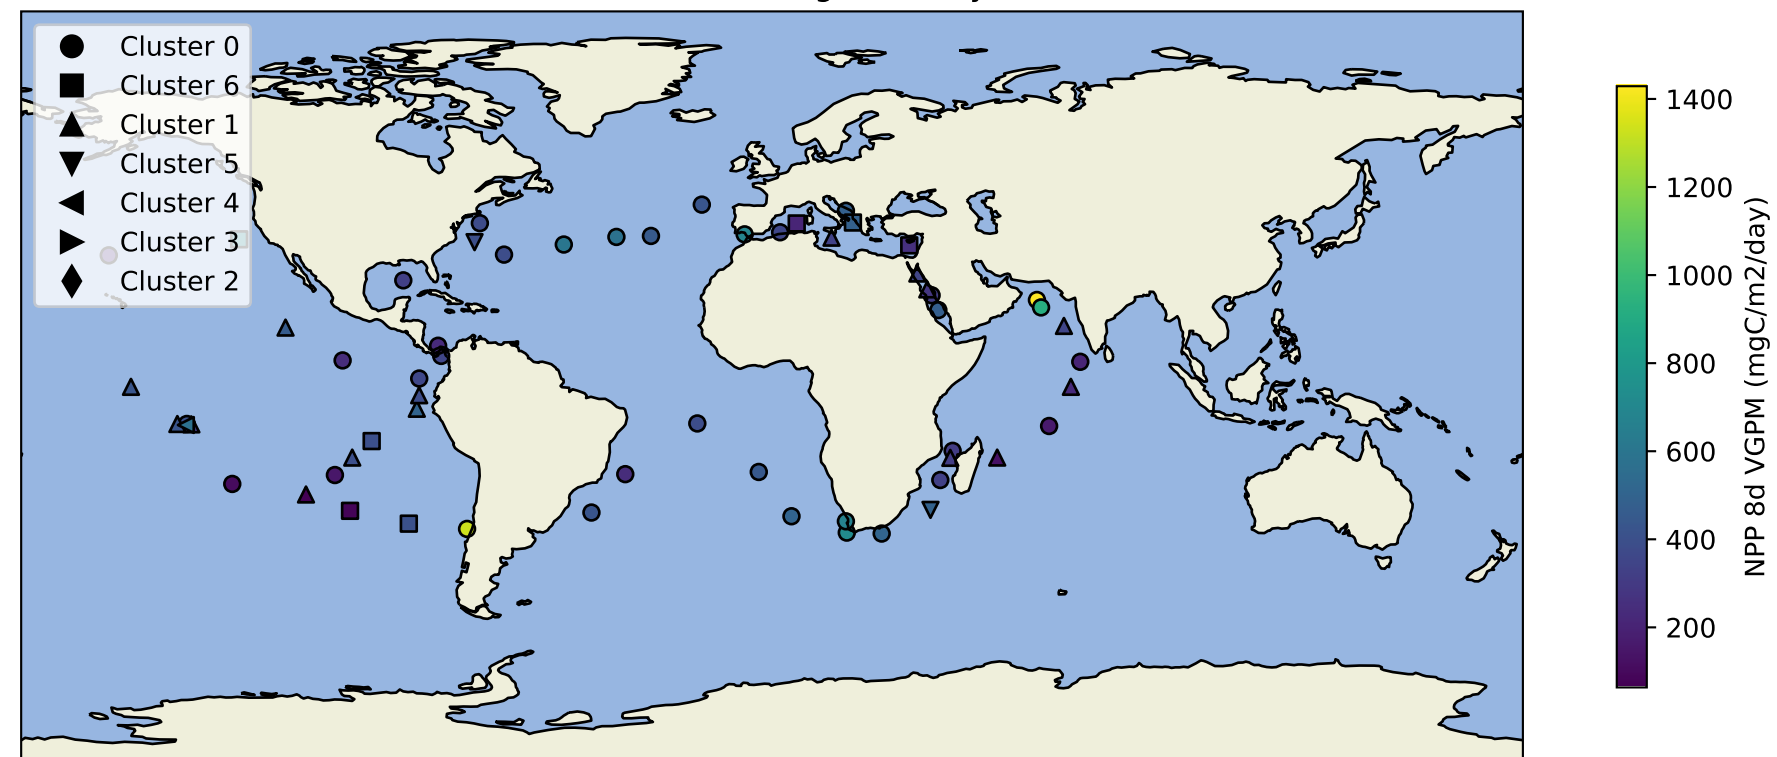 Cluster 0
Cluster 6
Cluster 1
Cluster 5
Cluster 4
Cluster 3
Cluster 2
1400
1200
1000
800
600
400
200
NPP 8d VGPM (mgC/m2/day)